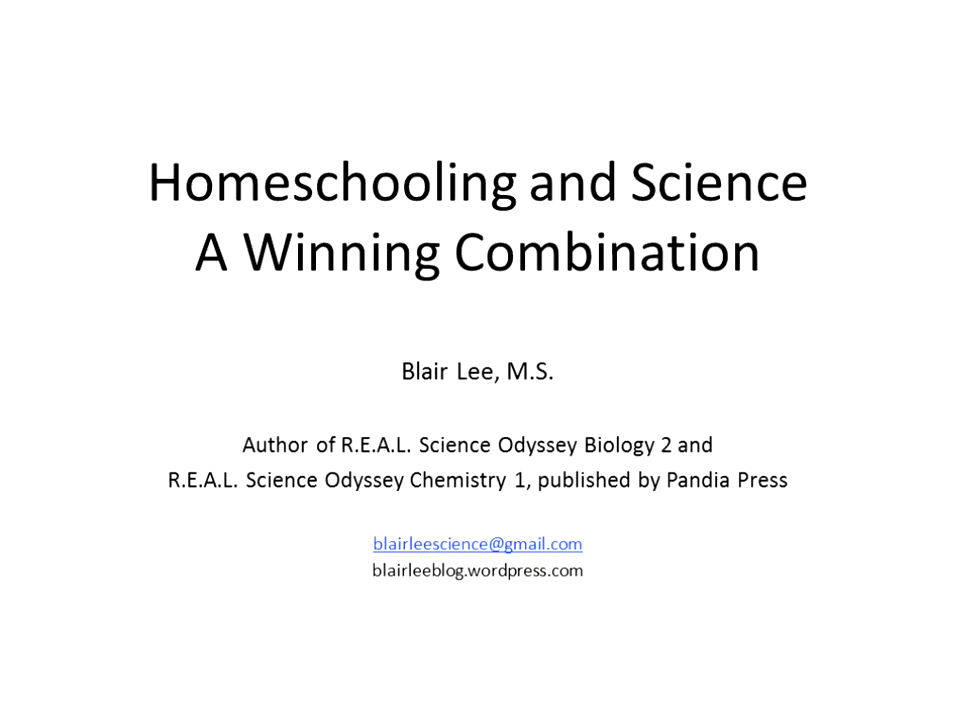 Homeschooling and Science
A Winning Combination
Blair Lee, M.S.
Author of R.E.A.L. Science Odyssey Biology 2 and
R.E.A.L. Science Odyssey Chemistry 1, published by Pandia Press
blairleescience@gmail.com
blairleeblog.wordpress.com